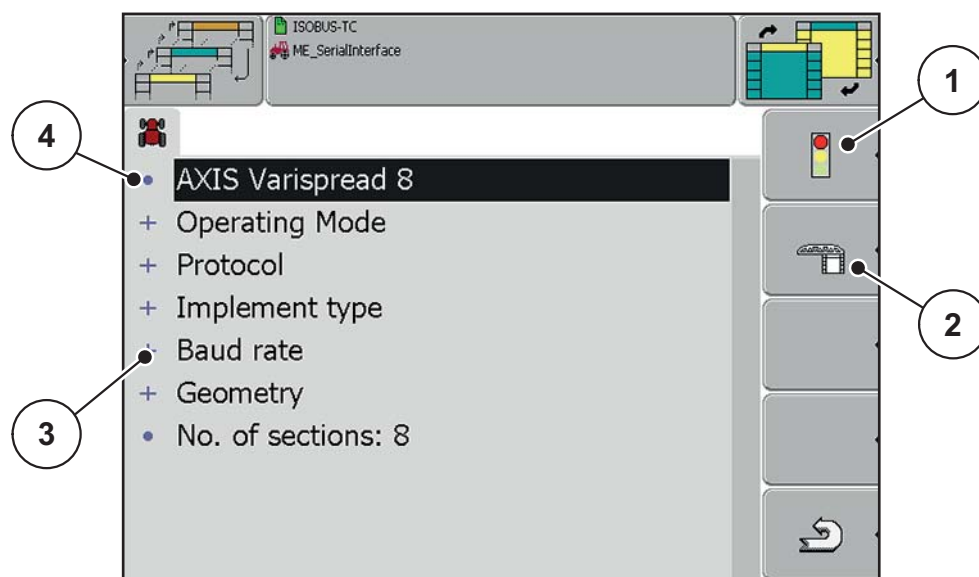 ISOBUS-TC
ME_SerialInterface
1
4
AXIS Varispread 8
+ Operating Mode
+ Protocol
+ Implement type
2
+ Baud rate
+ Geometry
3
No. of sections: 8